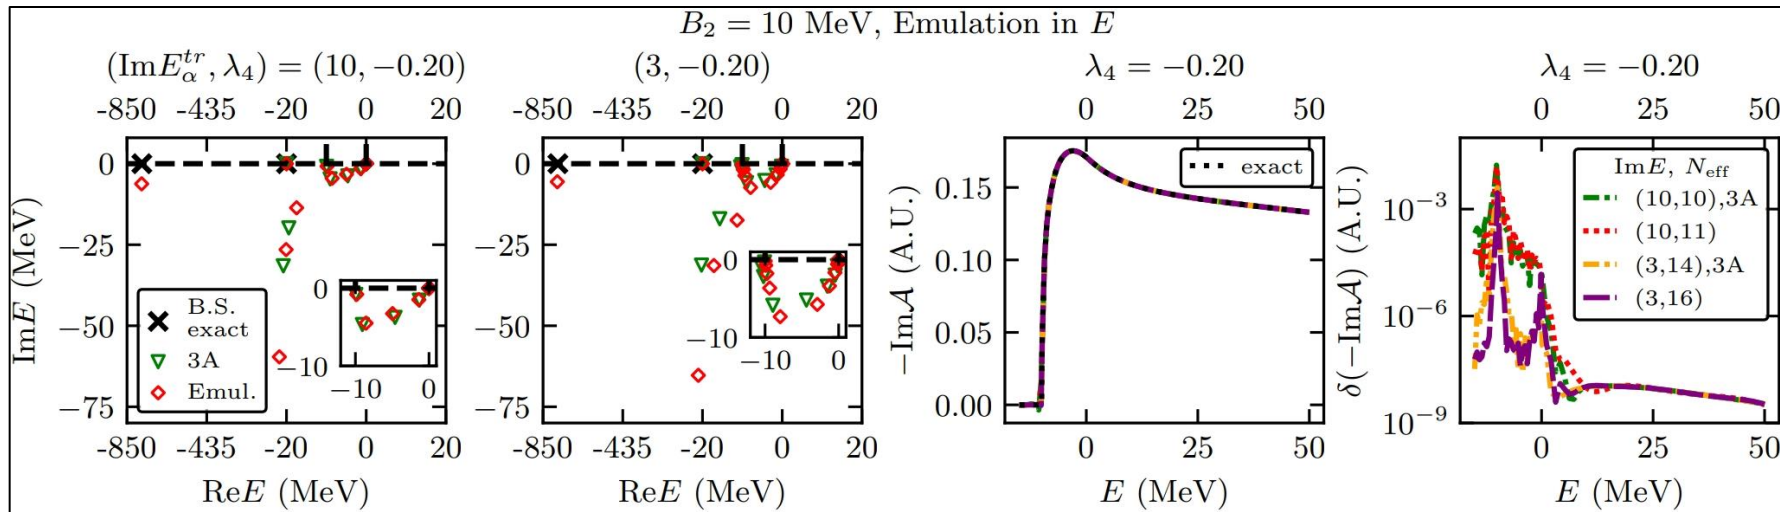 B₂ = 10 MeV, Emulation in E
(ImE_α^{tr}, λ₄) = (10, −0.20)
-850 -435 -20 0 20
0
−25
−50
−75
ImE (MeV)
B.S.
exact
3A
Emul.
0
−10
−10 0
-850 -435 -20 0 20
ReE (MeV)
(3, −0.20)
-850 -435 -20 0 20
0
−25
−50
−75
0
−10
−10 0
-850 -435 -20 0 20
ReE (MeV)
λ₄ = −0.20
0 25 50
−Im𝒜 (A.U.)
0.15
0.10
0.05
0.00
exact
0 25 50
E (MeV)
λ₄ = −0.20
0 25 50
δ(−Im𝒜) (A.U.)
10⁻³
10⁻⁶
10⁻⁹
ImE, N_eff
(10,10),3A
(10,11)
(3,14),3A
(3,16)
0 25 50
E (MeV)